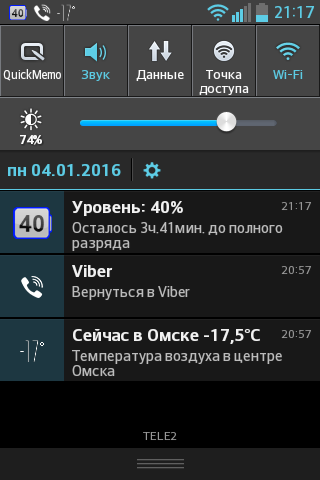 40 -17° 21:17
QuickMemo Звук Данные Точка доступа Wi-Fi
74%
пн 04.01.2016
40 Уровень: 40% 21:17
Осталось 3ч.41мин. до полного
разряда
Viber 20:57
Вернуться в Viber
-17° Сейчас в Омске -17,5°C 20:57
Температура воздуха в центре
Омска
TELE2